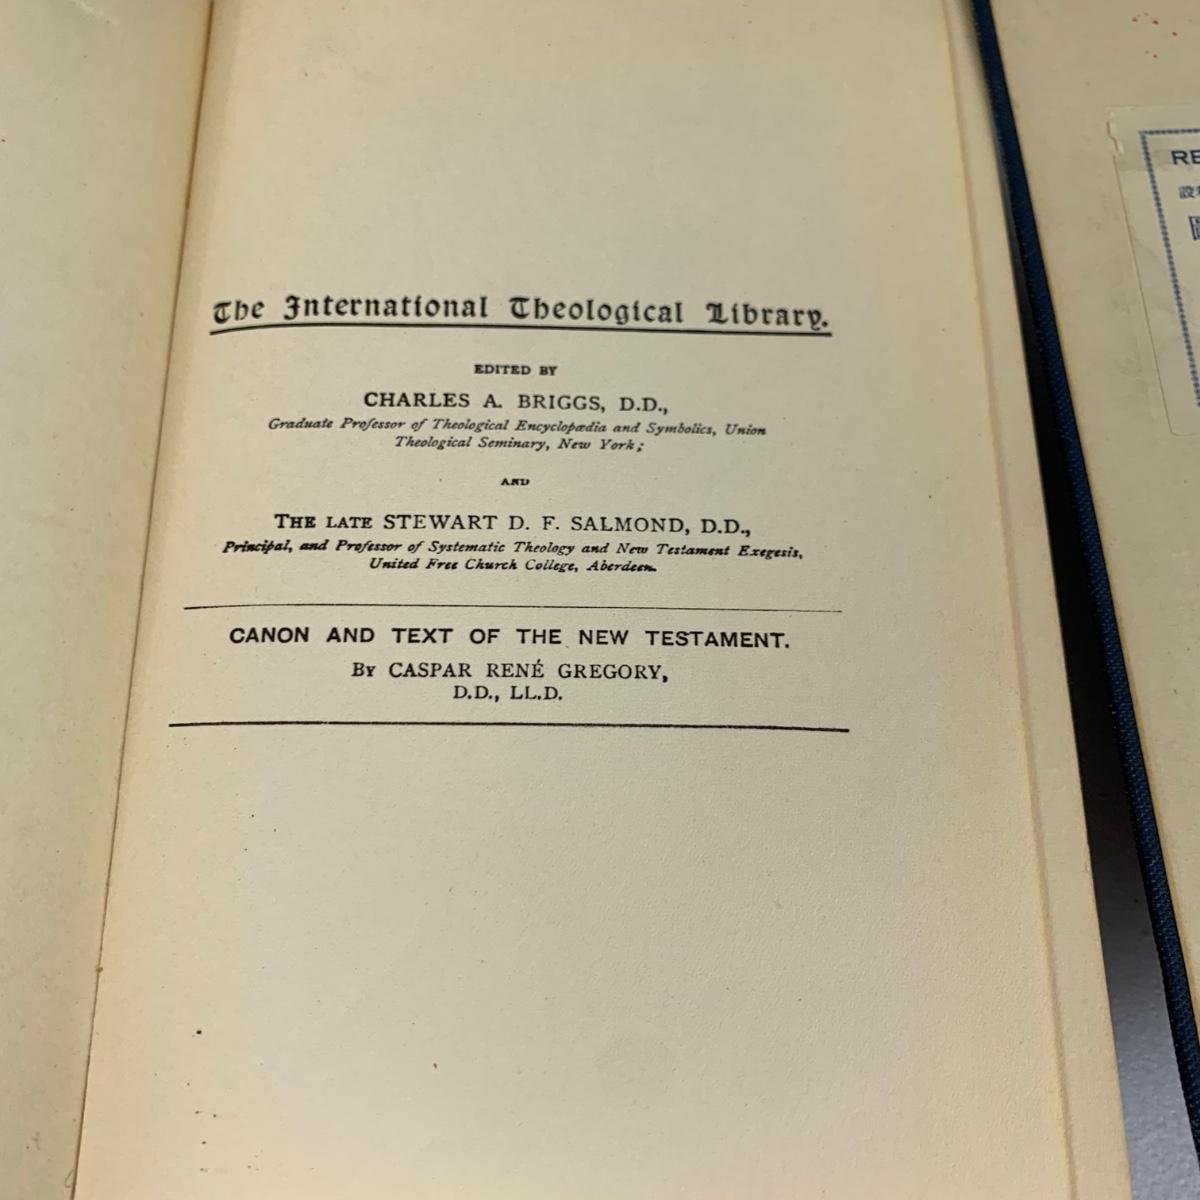 The International Theological Library.
EDITED BY
CHARLES A. BRIGGS, D.D.,
Graduate Professor of Theological Encyclopædia and Symbolics, Union
Theological Seminary, New York;
AND
THE LATE STEWART D. F. SALMOND, D.D.,
Principal, and Professor of Systematic Theology and New Testament Exegesis,
United Free Church College, Aberdeen.
CANON AND TEXT OF THE NEW TESTAMENT.
BY CASPAR RENÉ GREGORY,
D.D., LL.D.
RE
設